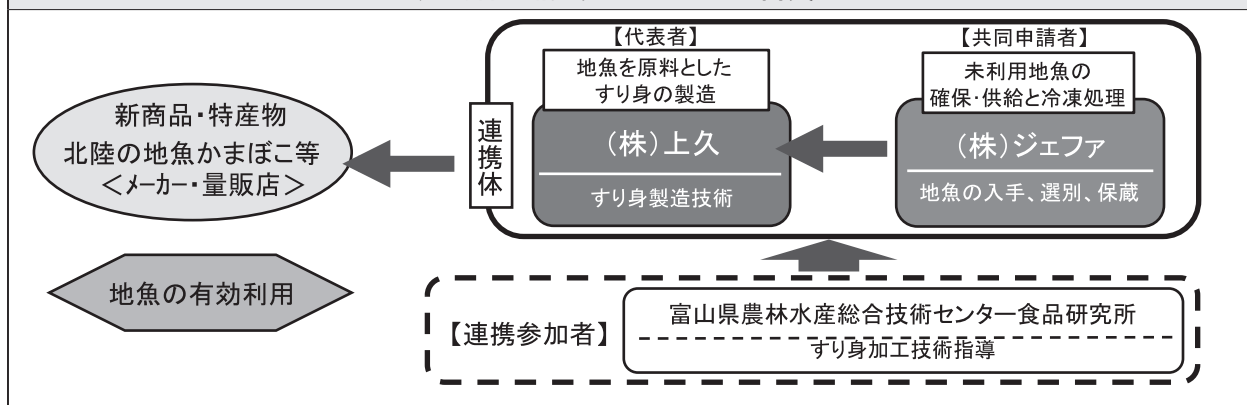 新商品・特産物
北陸の地魚かまぼこ等
＜メーカー・量販店＞
地魚の有効利用
連携体
【代表者】
地魚を原料とした
すり身の製造
（株）上久
すり身製造技術
【共同申請者】
未利用地魚の
確保・供給と冷凍処理
（株）ジェファ
地魚の入手、選別、保蔵
【連携参加者】
富山県農林水産総合技術センター食品研究所
すり身加工技術指導